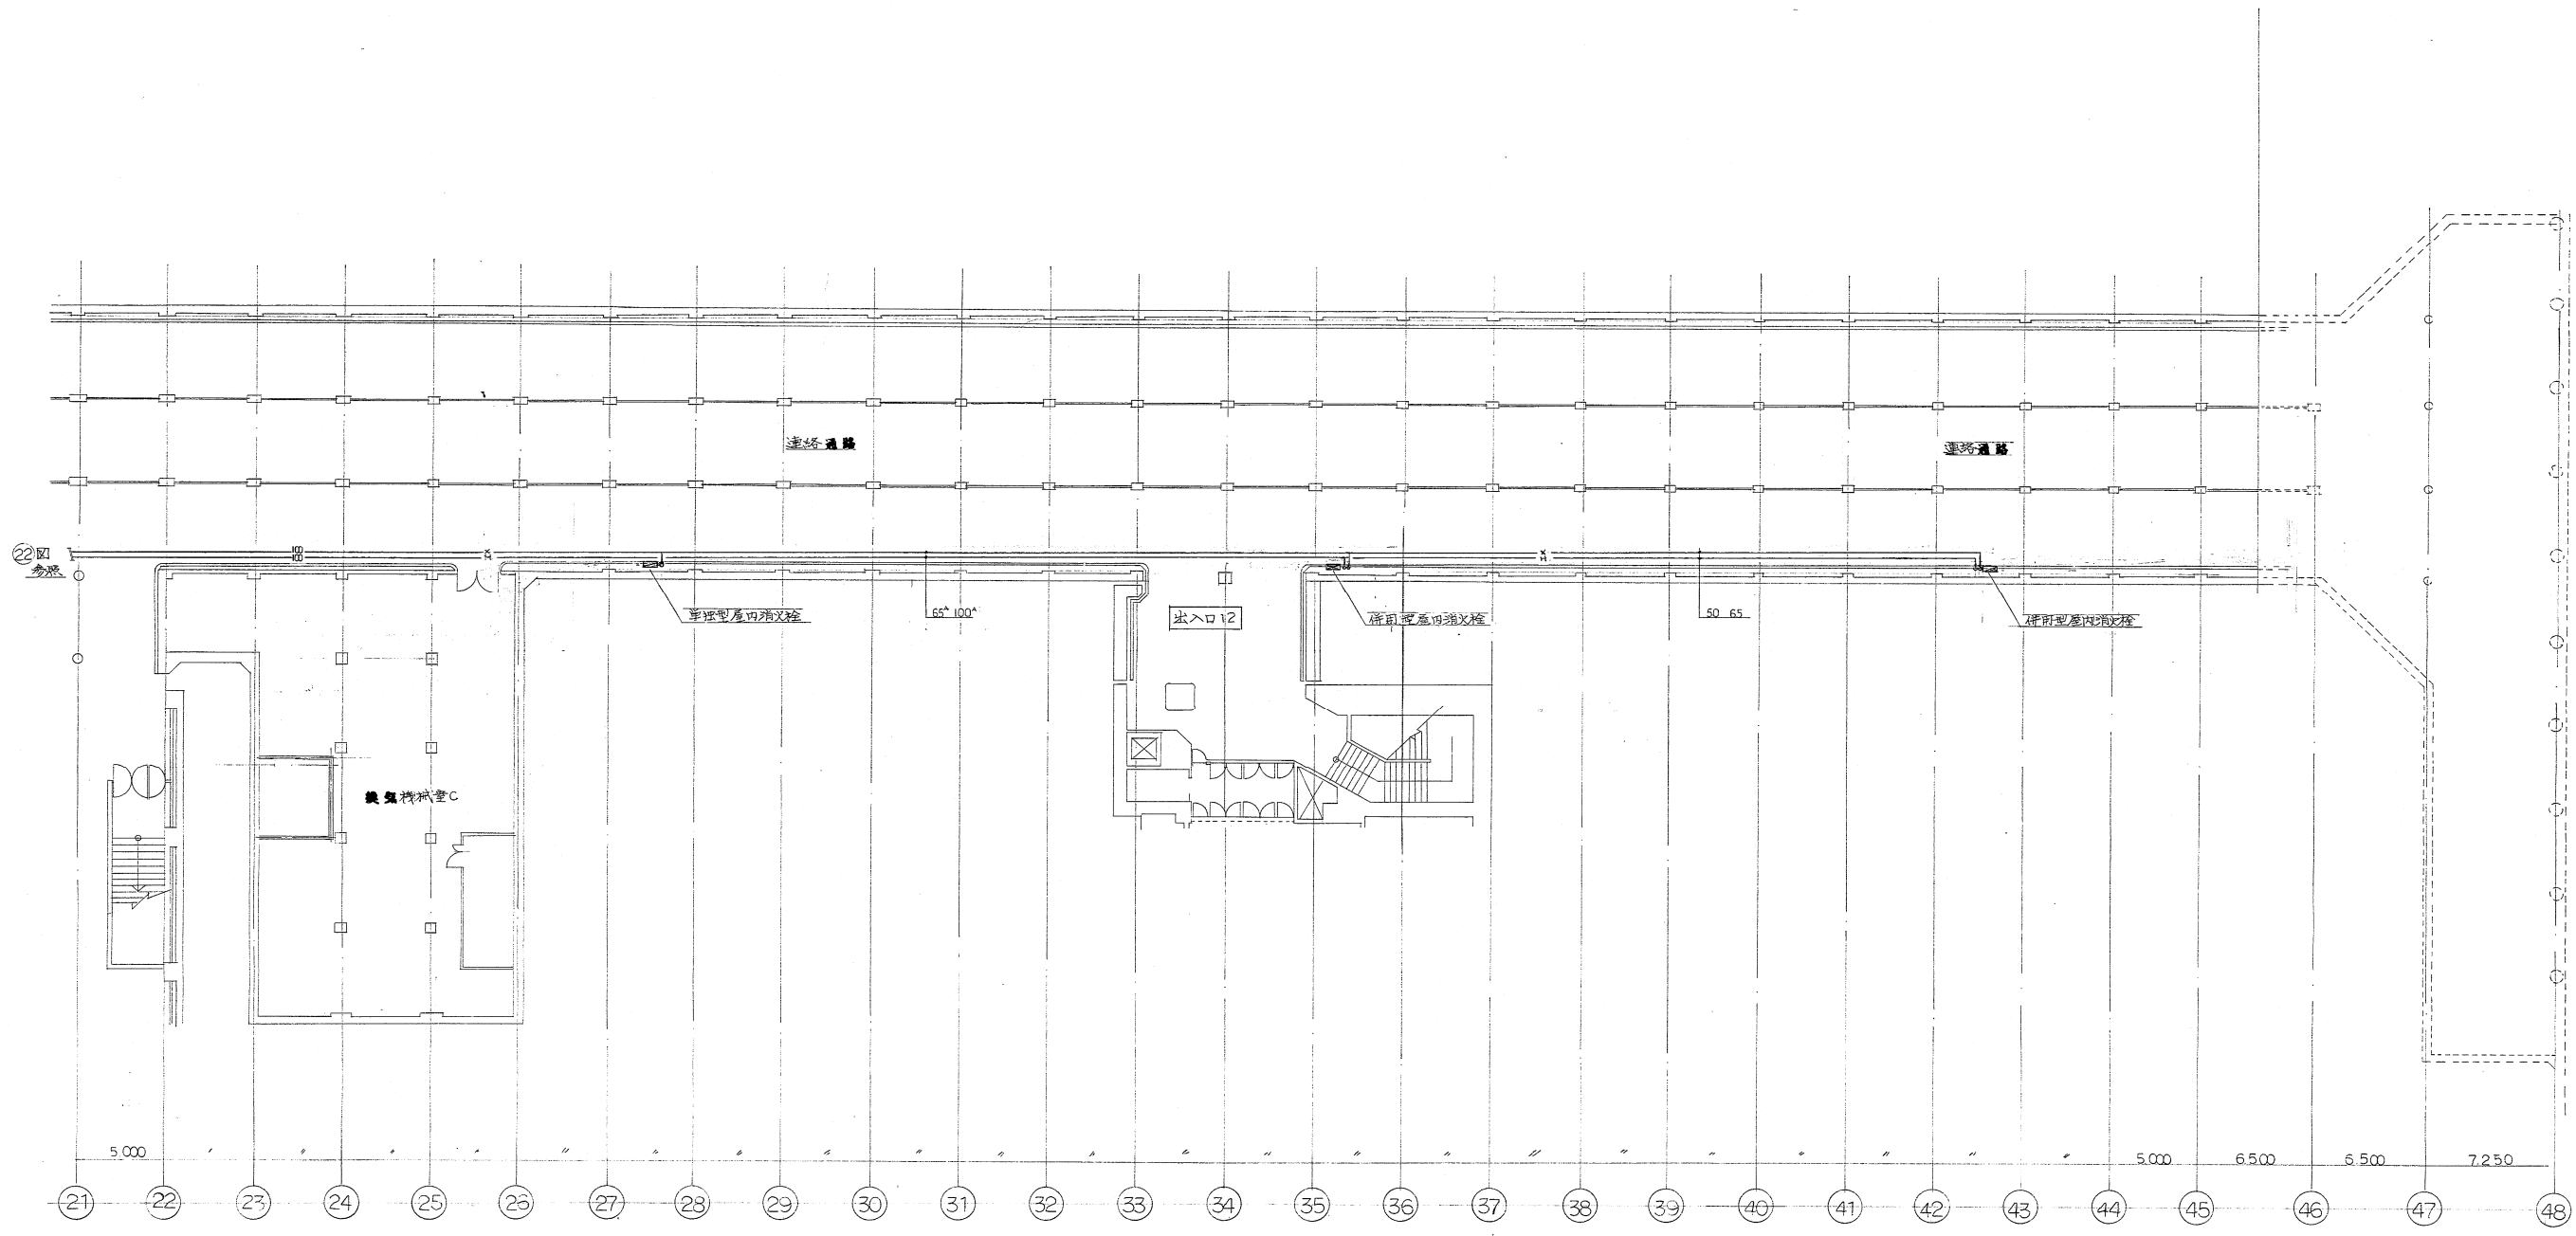 連絡通路
連絡通路
22 図
参照
100
100
X
H
X
H
単独型屋内消火栓
65ᴬ 100ᴬ
出入口12
併用型屋内消火栓
50 65
併用型屋内消火栓
換気機械室C
5.000 〃 〃 〃 〃 〃 〃 〃 〃 〃 〃 〃 〃 〃 〃 〃 〃 〃 〃 〃 〃 〃 〃 5.000 6.500 6.500 7.250
21 22 23 24 25 26 27 28 29 30 31 32 33 34 35 36 37 38 39 40 41 42 43 44 45 46 47 48